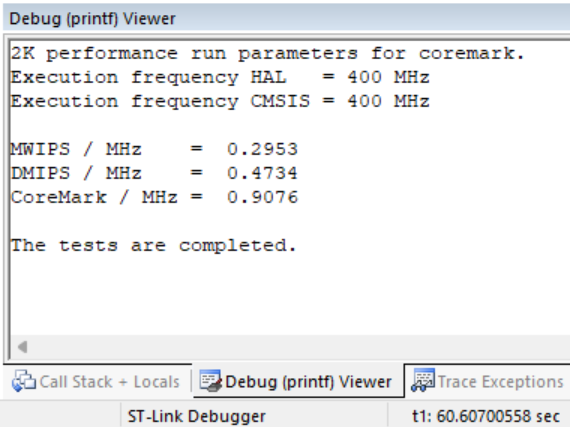 Debug (printf) Viewer
2K performance run parameters for coremark.
Execution frequency HAL   = 400 MHz
Execution frequency CMSIS = 400 MHz
MWIPS / MHz    =  0.2953
DMIPS / MHz    =  0.4734
CoreMark / MHz =  0.9076
The tests are completed.
Call Stack + Locals Debug (printf) Viewer Trace Exceptions
ST-Link Debugger t1: 60.60700558 sec